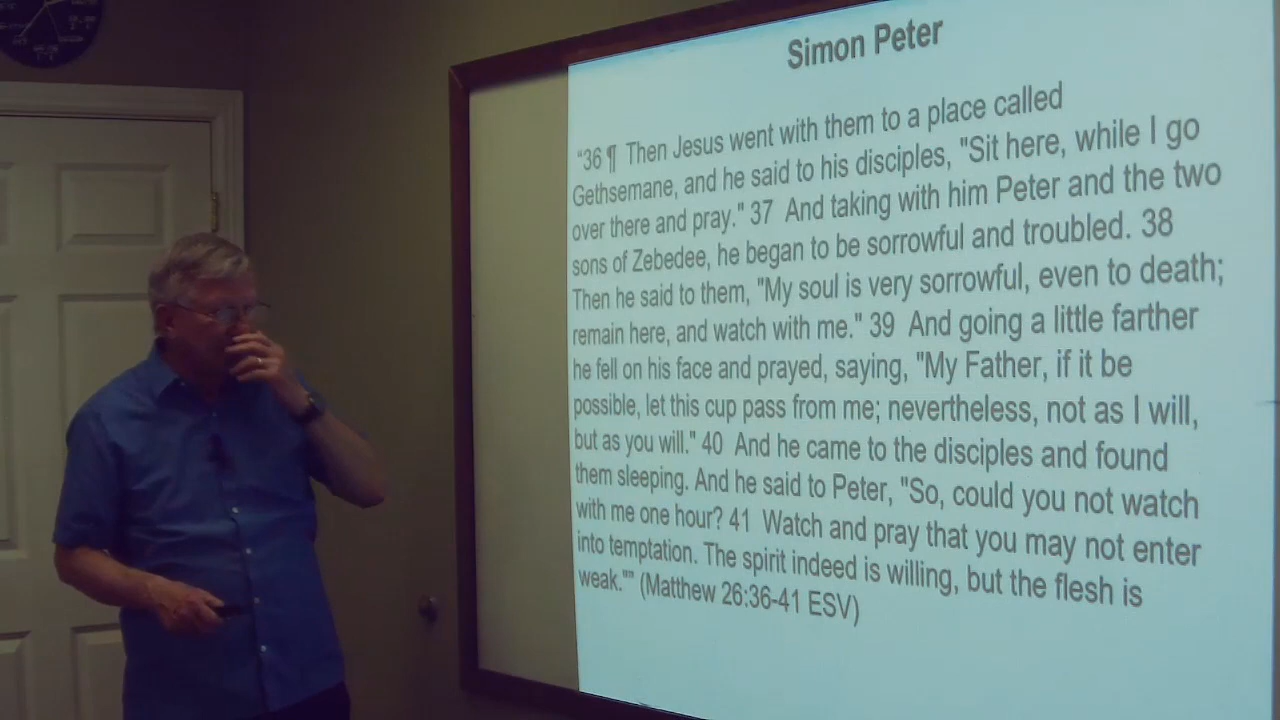 Simon Peter
“36 ¶ Then Jesus went with them to a place called
Gethsemane, and he said to his disciples, "Sit here, while I go
over there and pray." 37 And taking with him Peter and the two
sons of Zebedee, he began to be sorrowful and troubled. 38
Then he said to them, "My soul is very sorrowful, even to death;
remain here, and watch with me." 39 And going a little farther
he fell on his face and prayed, saying, "My Father, if it be
possible, let this cup pass from me; nevertheless, not as I will,
but as you will." 40 And he came to the disciples and found
them sleeping. And he said to Peter, "So, could you not watch
with me one hour? 41 Watch and pray that you may not enter
into temptation. The spirit indeed is willing, but the flesh is
weak."” (Matthew 26:36-41 ESV)